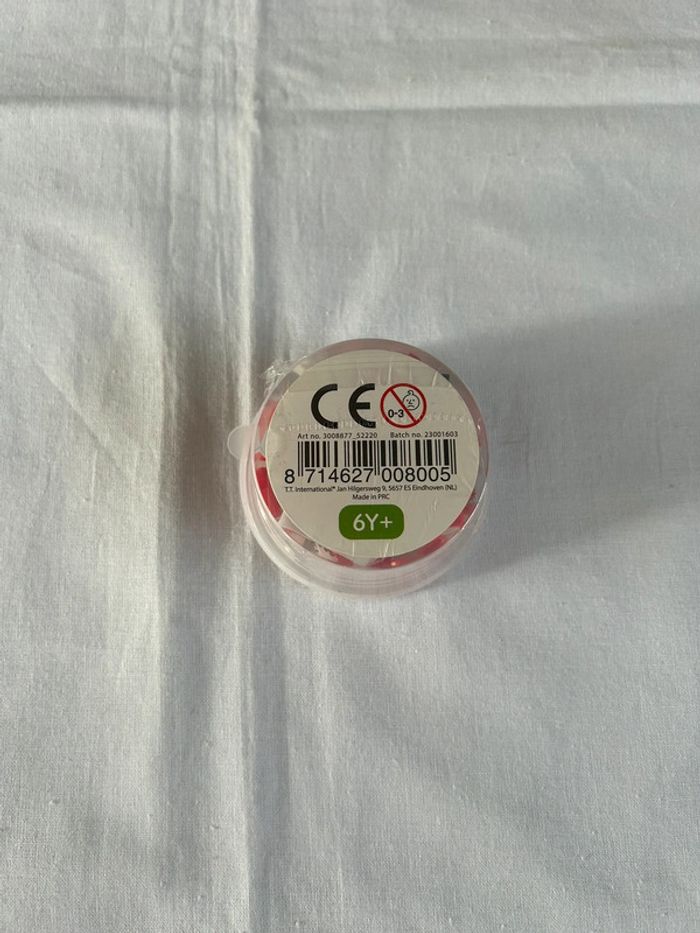 CE
0-3
Art no. 3008877_52220 Batch no. 23001603
8 714627 008005
T.T. International® Jan Hilgersweg 9, 5657 ES Eindhoven (NL)
Made in PRC
6Y+